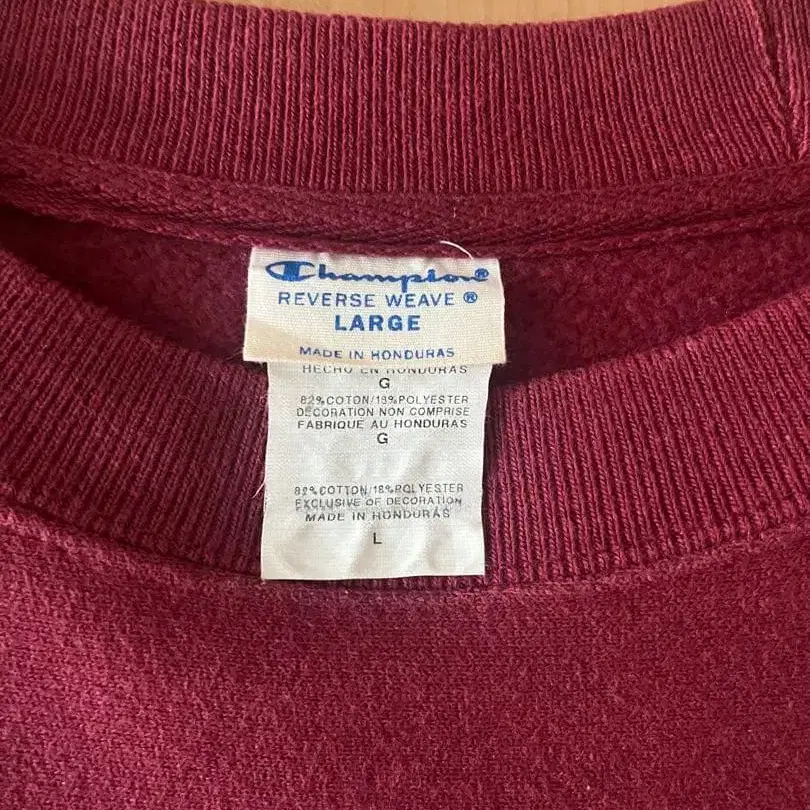 Champion®
REVERSE WEAVE ®
LARGE
MADE IN HONDURAS
HECHO EN HONDURAS
G
82% COTON/18% POLYESTER
DECORATION NON COMPRISE
FABRIQUE AU HONDURAS
G
82% COTTON/18% POLYESTER
EXCLUSIVE OF DECORATION
MADE IN HONDURAS
L